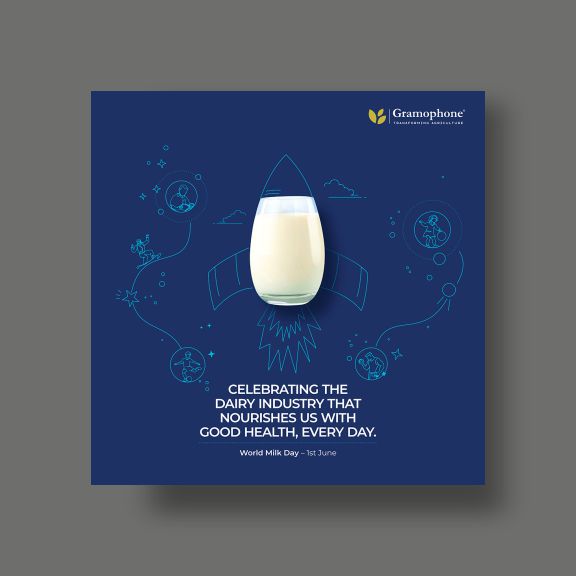 Gramophone®
TRANSFORMING AGRICULTURE
CELEBRATING THE
DAIRY INDUSTRY THAT
NOURISHES US WITH
GOOD HEALTH, EVERY DAY.
World Milk Day – 1st June